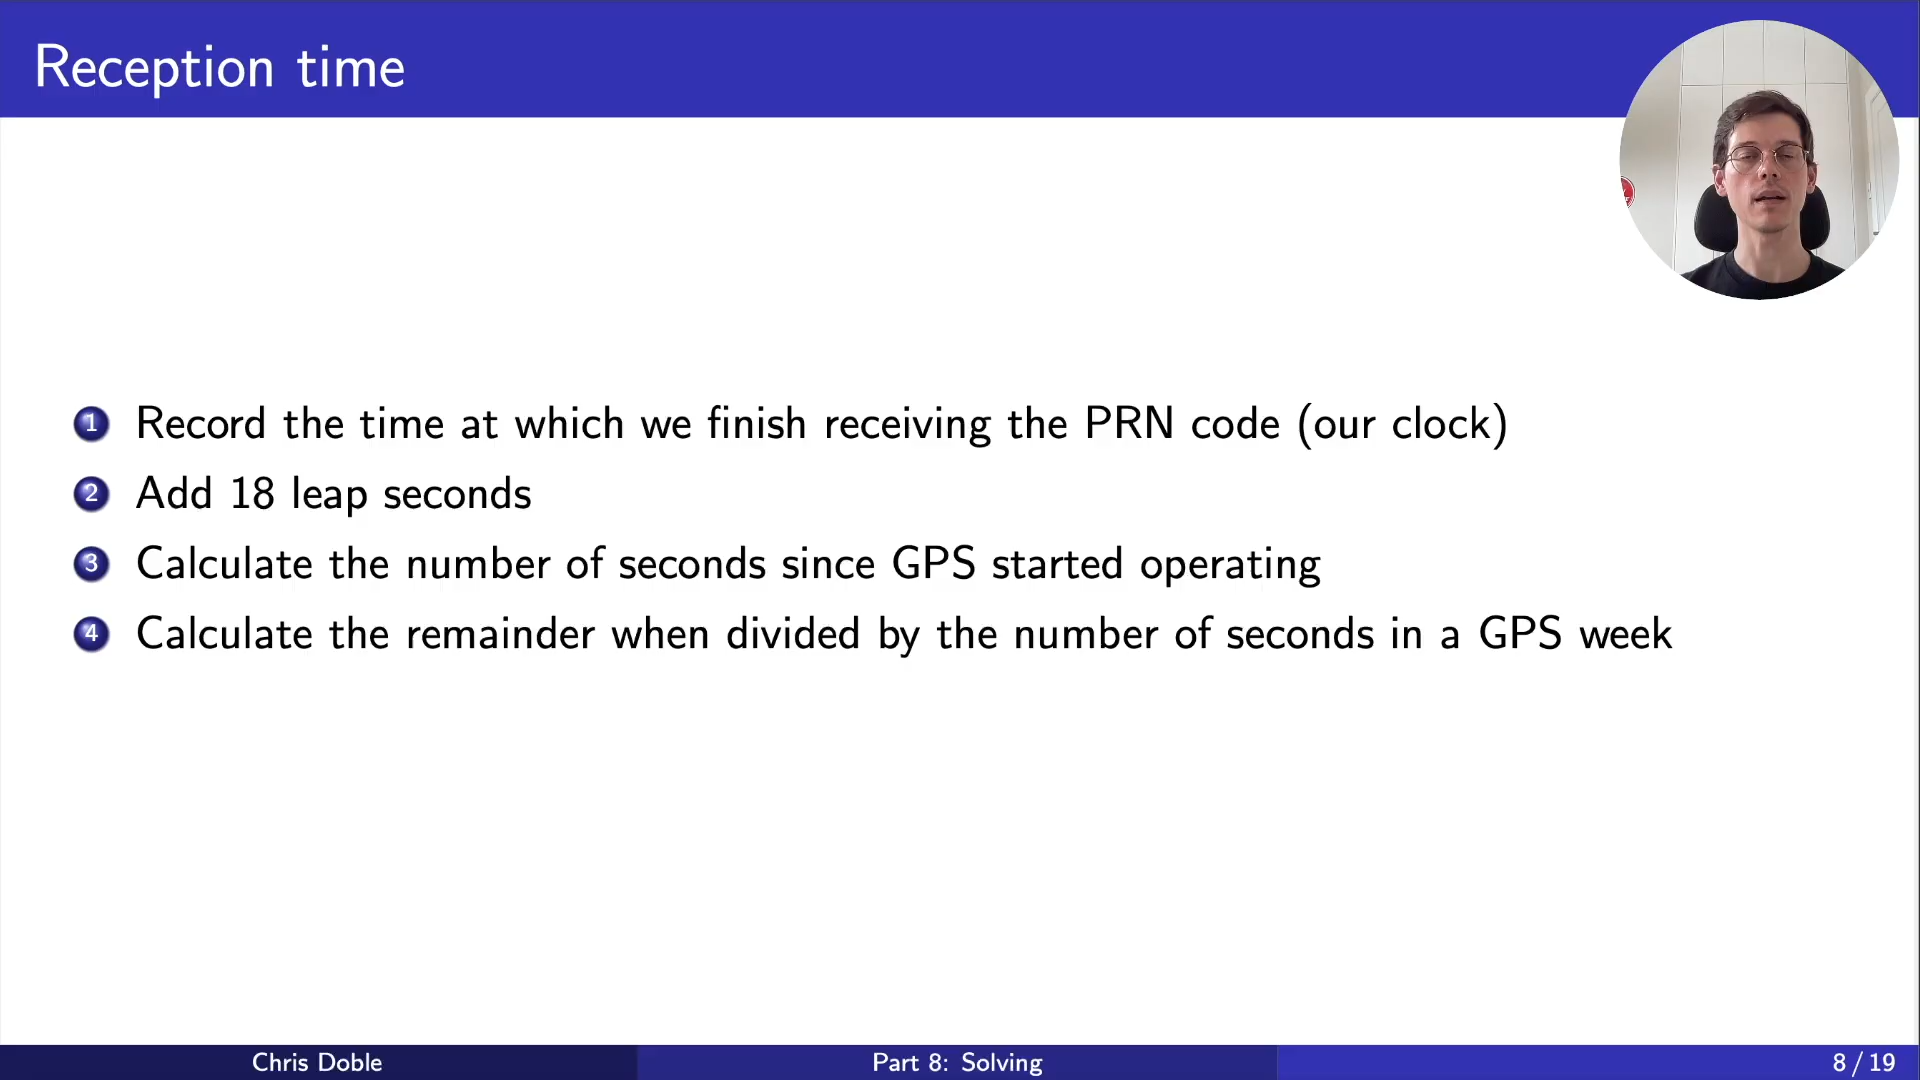 Reception time
1 Record the time at which we finish receiving the PRN code (our clock)
2 Add 18 leap seconds
3 Calculate the number of seconds since GPS started operating
4 Calculate the remainder when divided by the number of seconds in a GPS week
Chris Doble Part 8: Solving 8 / 19